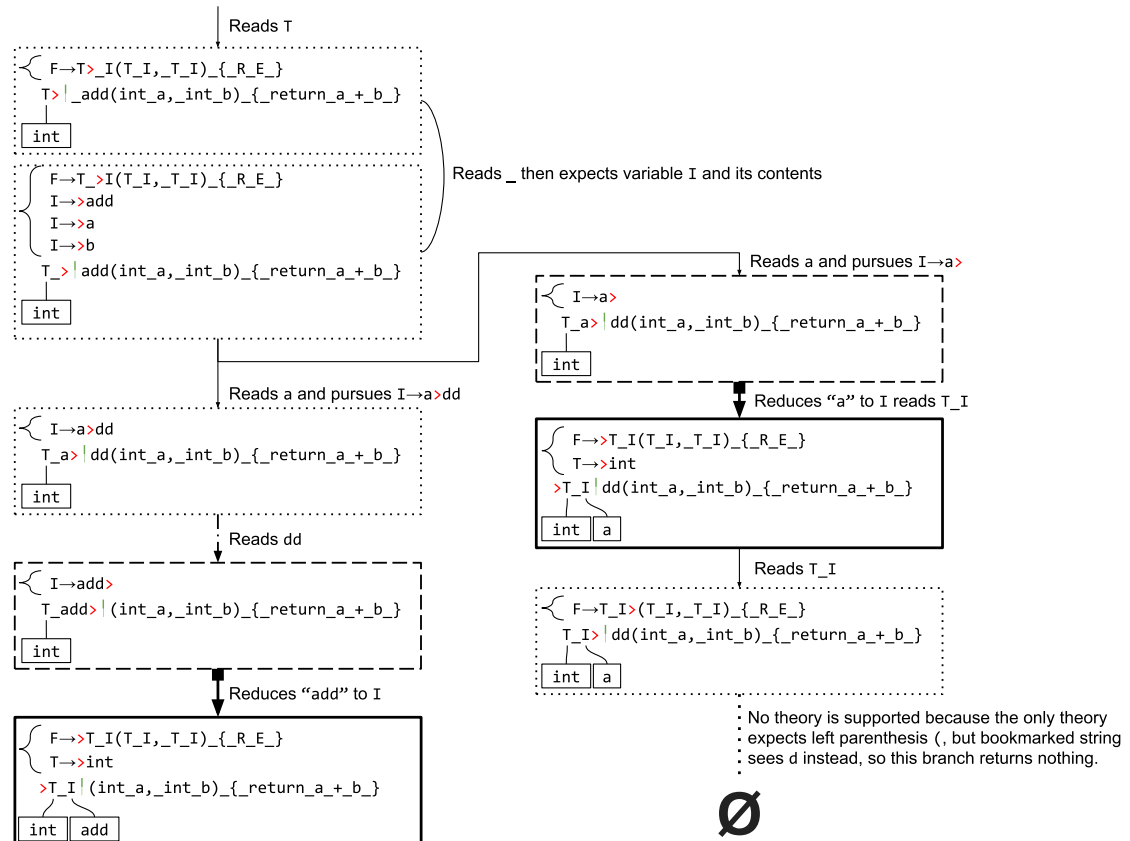 Reads T
F→T>_I(T_I,_T_I)_{_R_E_}
T>|_add(int_a,_int_b)_{_return_a_+_b_}
int
F→T_>I(T_I,_T_I)_{_R_E_}
I→>add
I→>a
I→>b
T_>|add(int_a,_int_b)_{_return_a_+_b_}
int
Reads _ then expects variable I and its contents
Reads a and pursues I→a>dd
I→a>dd
T_a>|dd(int_a,_int_b)_{_return_a_+_b_}
int
Reads dd
I→add>
T_add>|(int_a,_int_b)_{_return_a_+_b_}
int
Reduces “add” to I
F→>T_I(T_I,_T_I)_{_R_E_}
T→>int
>T_I|(int_a,_int_b)_{_return_a_+_b_}
int add
Reads a and pursues I→a>
I→a>
T_a>|dd(int_a,_int_b)_{_return_a_+_b_}
int
Reduces “a” to I reads T_I
F→>T_I(T_I,_T_I)_{_R_E_}
T→>int
>T_I|dd(int_a,_int_b)_{_return_a_+_b_}
int a
Reads T_I
F→T_I>(T_I,_T_I)_{_R_E_}
T_I>|dd(int_a,_int_b)_{_return_a_+_b_}
int a
No theory is supported because the only theory
expects left parenthesis (, but bookmarked string
sees d instead, so this branch returns nothing.
Ø